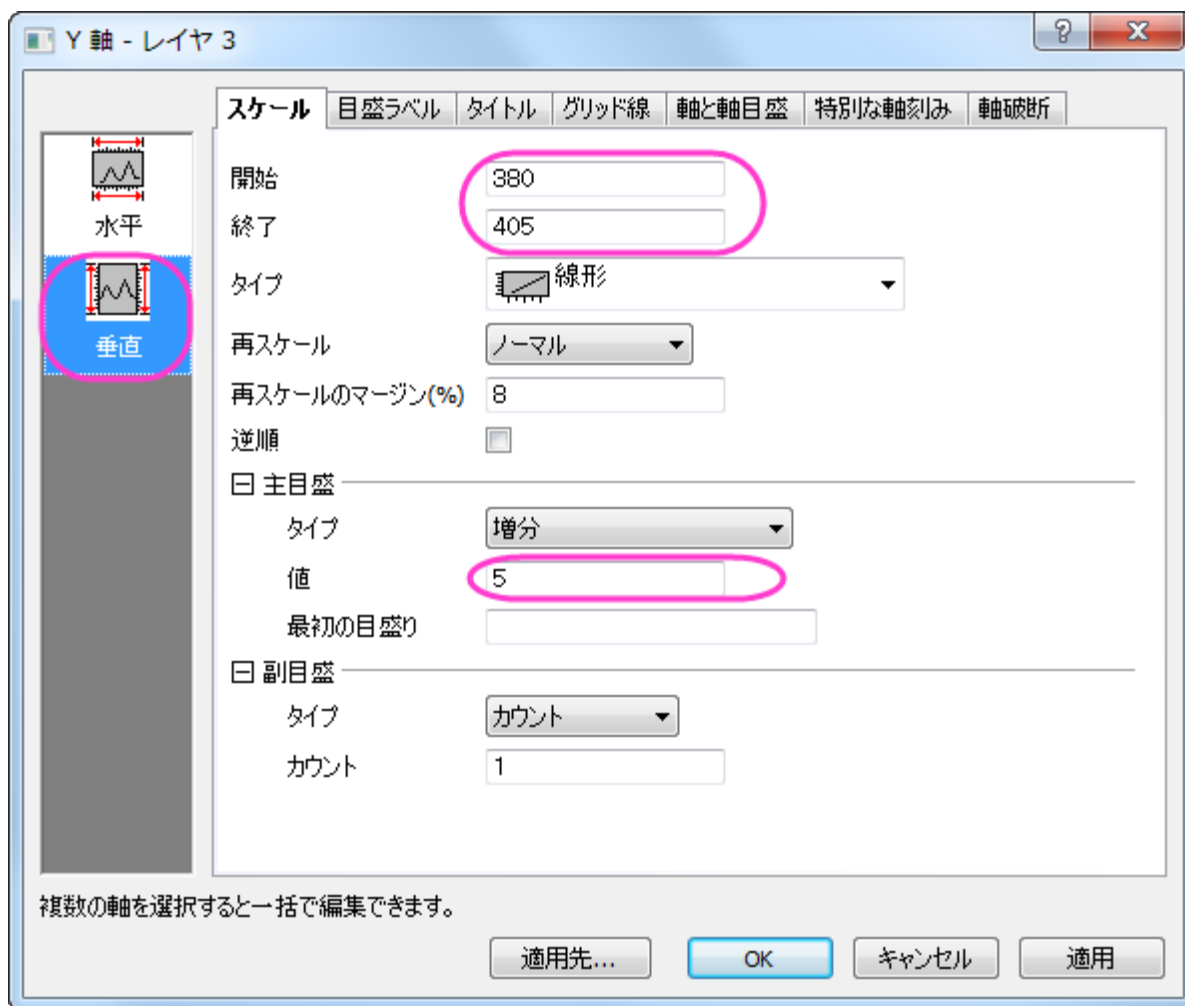 Y 軸 - レイヤ 3
スケール 目盛ラベル タイトル グリッド線 軸と軸目盛 特別な軸刻み 軸破断
水平
垂直
開始 380
終了 405
タイプ 線形
再スケール ノーマル
再スケールのマージン(%) 8
逆順
主目盛
タイプ 増分
値 5
最初の目盛り
副目盛
タイプ カウント
カウント 1
複数の軸を選択すると一括で編集できます。
適用先... OK キャンセル 適用